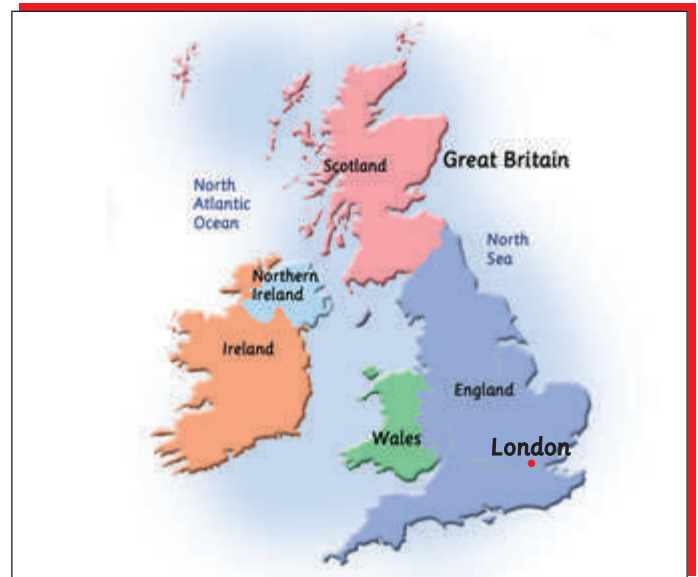 Scotland
Great Britain
North
Atlantic
Ocean
North
Sea
Northern
Ireland
Ireland
England
Wales
London